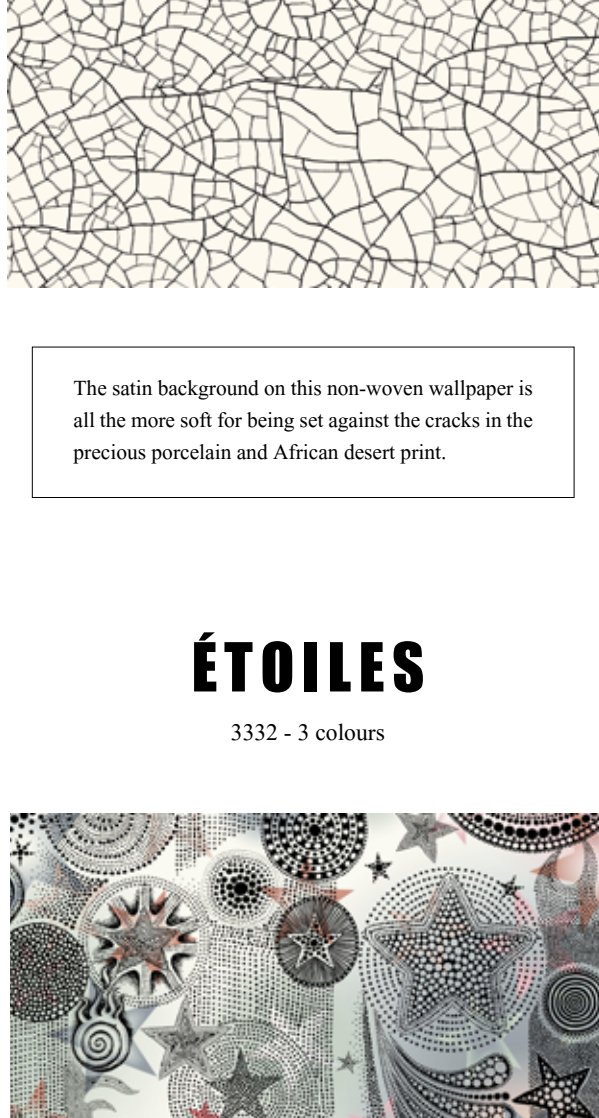 The satin background on this non-woven wallpaper is
all the more soft for being set against the cracks in the
precious porcelain and African desert print.
ÉTOILES
3332 - 3 colours